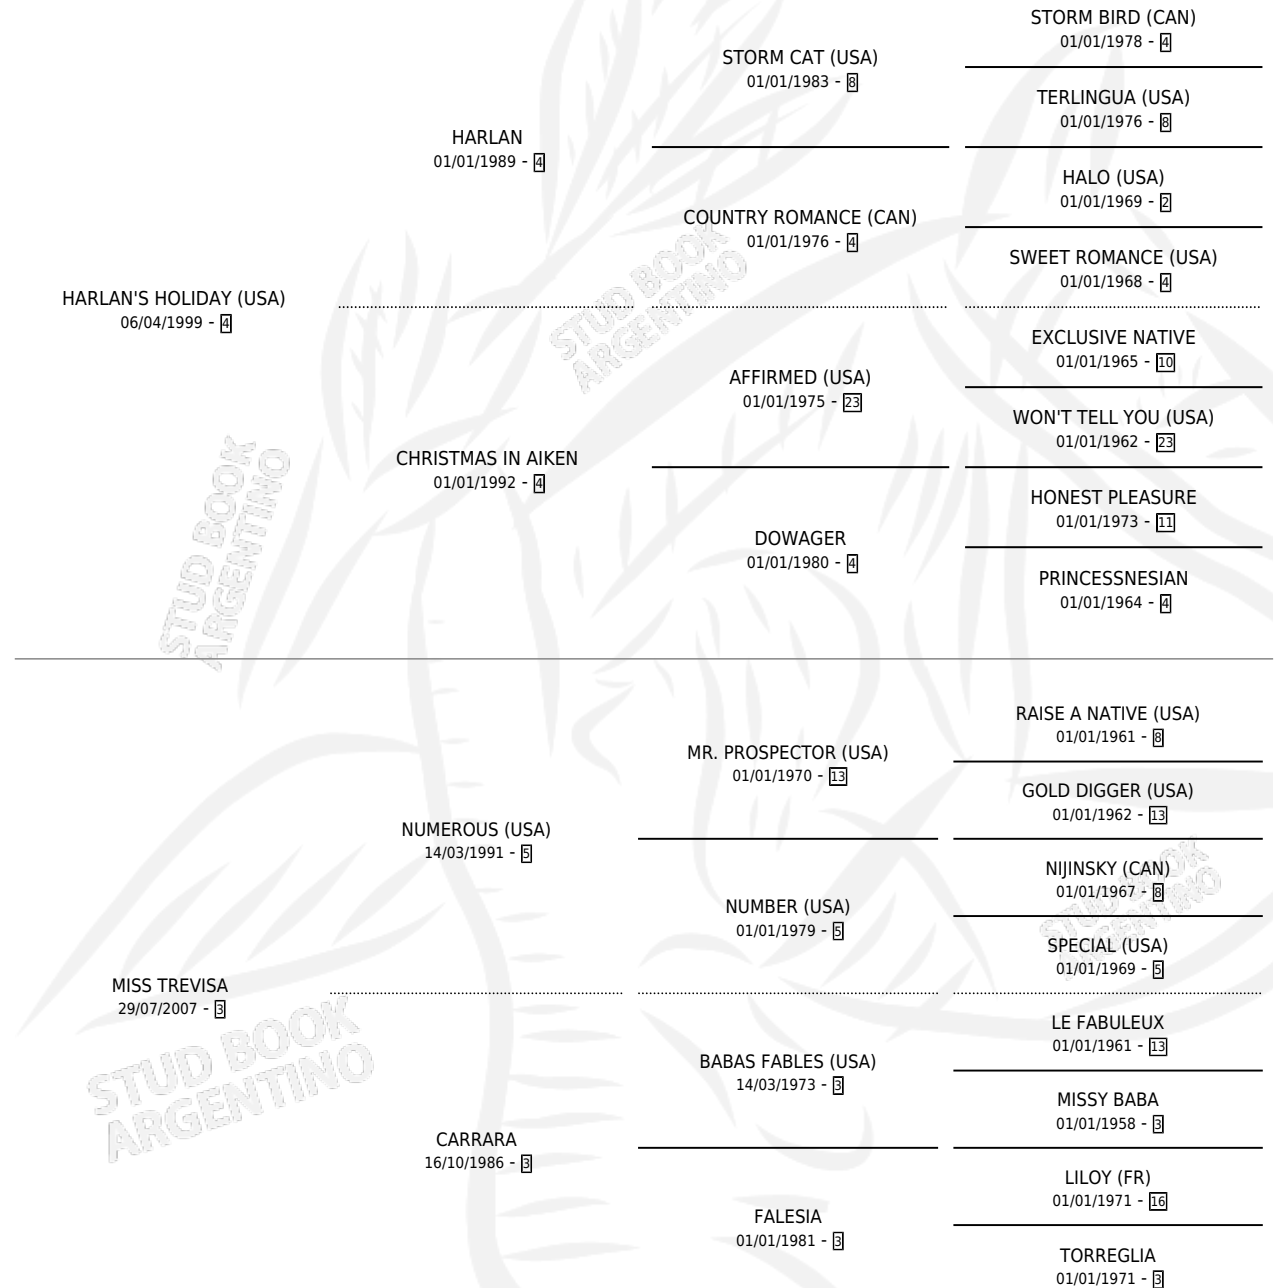 STORM BIRD (CAN)
01/01/1978 - 4
STORM CAT (USA)
01/01/1983 - 8
TERLINGUA (USA)
01/01/1976 - 8
HARLAN
01/01/1989 - 4
HALO (USA)
01/01/1969 - 2
COUNTRY ROMANCE (CAN)
01/01/1976 - 4
SWEET ROMANCE (USA)
01/01/1968 - 4
HARLAN'S HOLIDAY (USA)
06/04/1999 - 4
EXCLUSIVE NATIVE
01/01/1965 - 10
AFFIRMED (USA)
01/01/1975 - 23
WON'T TELL YOU (USA)
01/01/1962 - 23
CHRISTMAS IN AIKEN
01/01/1992 - 4
HONEST PLEASURE
01/01/1973 - 11
DOWAGER
01/01/1980 - 4
PRINCESSNESIAN
01/01/1964 - 4
RAISE A NATIVE (USA)
01/01/1961 - 8
MR. PROSPECTOR (USA)
01/01/1970 - 13
GOLD DIGGER (USA)
01/01/1962 - 13
NUMEROUS (USA)
14/03/1991 - 5
NIJINSKY (CAN)
01/01/1967 - 8
NUMBER (USA)
01/01/1979 - 5
SPECIAL (USA)
01/01/1969 - 5
MISS TREVISA
29/07/2007 - 3
LE FABULEUX
01/01/1961 - 13
BABAS FABLES (USA)
14/03/1973 - 3
MISSY BABA
01/01/1958 - 3
CARRARA
16/10/1986 - 3
LILOY (FR)
01/01/1971 - 16
FALESIA
01/01/1981 - 3
TORREGLIA
01/01/1971 - 3
STUD BOOK
ARGENTINO
STUD BOOK
ARGENTINO
STUD BOOK
ARGENTINO
STUD BOOK
ARGENTINO